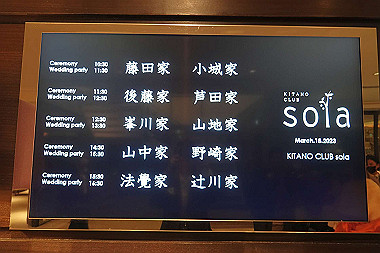 Ceremony 10:30
Wedding party 11:30
藤田家 小城家
Ceremony 11:30
Wedding party 12:30
後藤家 芦田家
Ceremony 12:30
Wedding party 13:30
峯川家 山地家
Ceremony 14:30
Wedding party 15:30
山中家 野崎家
Ceremony 15:30
Wedding party 16:30
法覺家 辻川家
KITANO
CLUB
sola
March.18.2023
KITANO CLUB sola